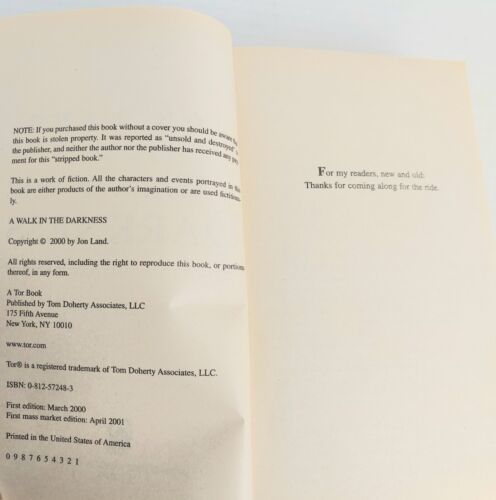 NOTE: If you purchased this book without a cover you should be aware
this book is stolen property. It was reported as "unsold and destroyed"
the publisher, and neither the author nor the publisher has received any
ment for this "stripped book."
This is a work of fiction. All the characters and events portrayed in this
book are either products of the author's imagination or are used fictitious-
ly.
A WALK IN THE DARKNESS
Copyright © 2000 by Jon Land.
All rights reserved, including the right to reproduce this book, or portions
thereof, in any form.
A Tor Book
Published by Tom Doherty Associates, LLC
175 Fifth Avenue
New York, NY 10010
www.tor.com
Tor® is a registered trademark of Tom Doherty Associates, LLC.
ISBN: 0-812-57248-3
First edition: March 2000
First mass market edition: April 2001
Printed in the United States of America
0 9 8 7 6 5 4 3 2 1
For my readers, new and old:
Thanks for coming along for the ride.